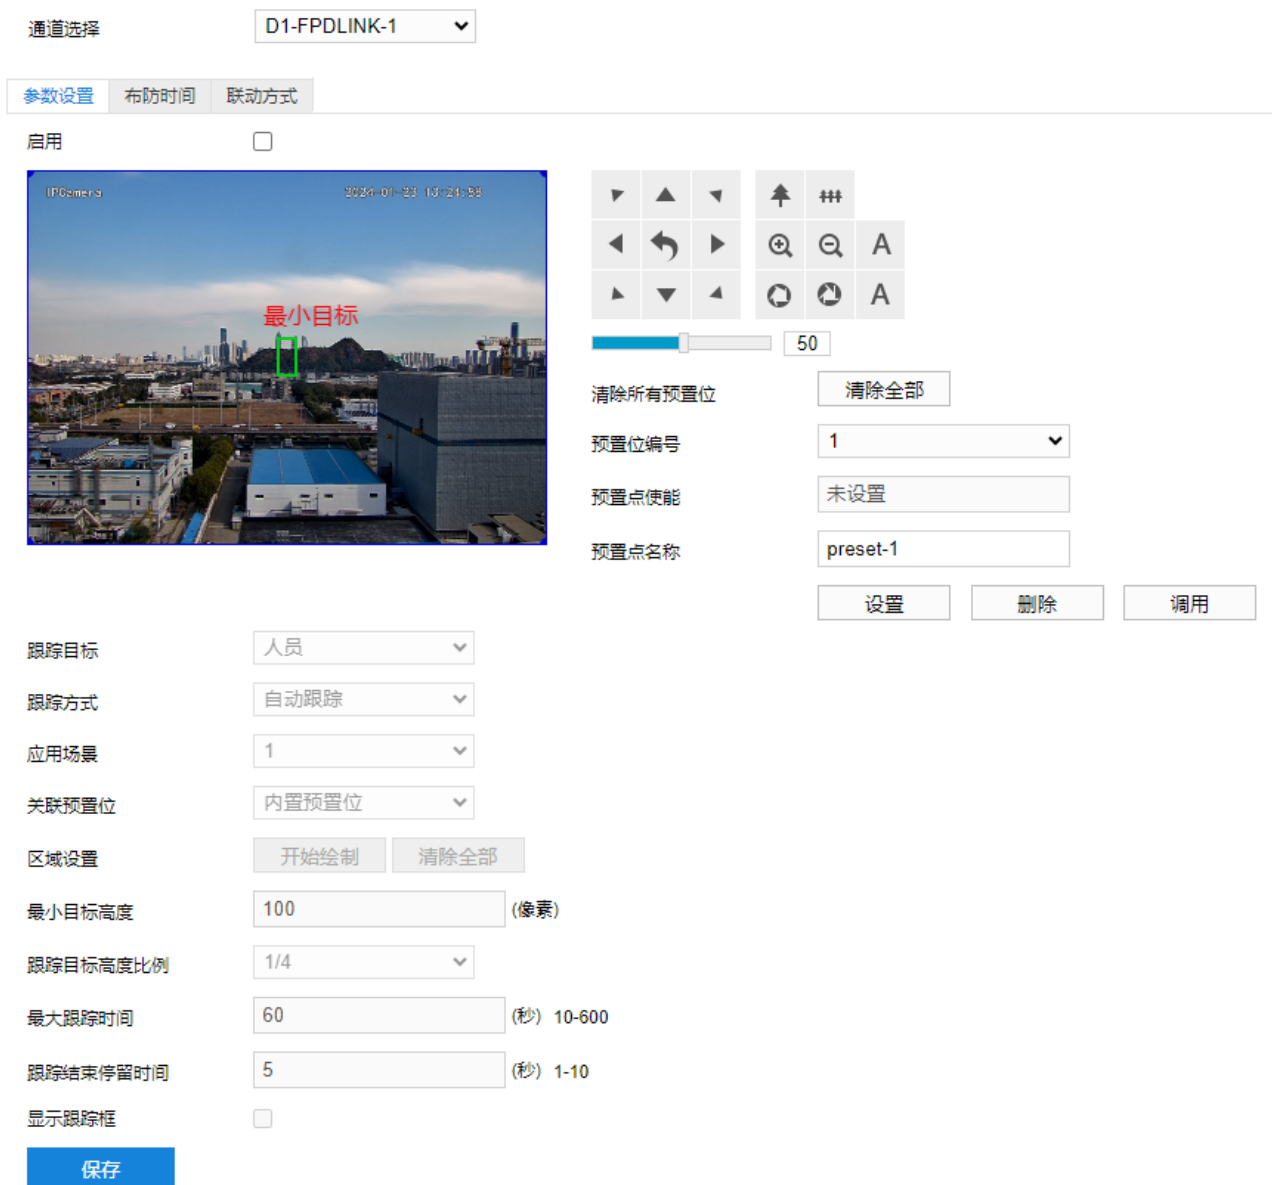 通道选择 D1-FPDLINK-1
参数设置 布防时间 联动方式
启用
IPCamera 2024-01-23 13:24:58
最小目标
A
A
50
清除所有预置位 清除全部
预置位编号 1
预置点使能 未设置
预置点名称 preset-1
设置 删除 调用
跟踪目标 人员
跟踪方式 自动跟踪
应用场景 1
关联预置位 内置预置位
区域设置 开始绘制 清除全部
最小目标高度 100 (像素)
跟踪目标高度比例 1/4
最大跟踪时间 60 (秒) 10-600
跟踪结束停留时间 5 (秒) 1-10
显示跟踪框
保存